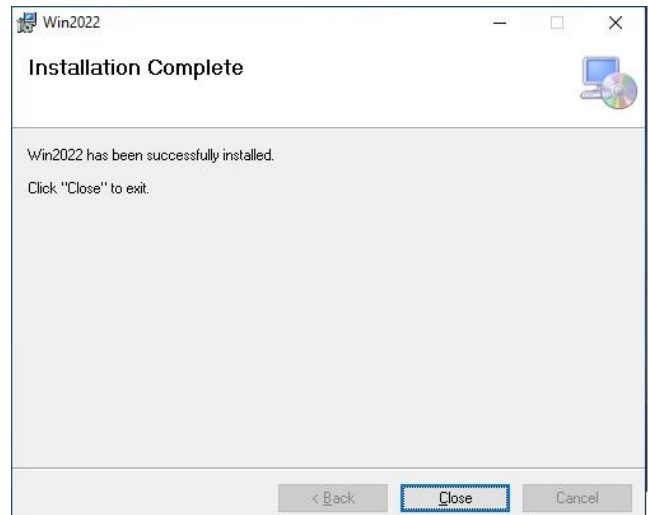 Win2022
Installation Complete
Win2022 has been successfully installed.
Click "Close" to exit.
< Back
Close
Cancel